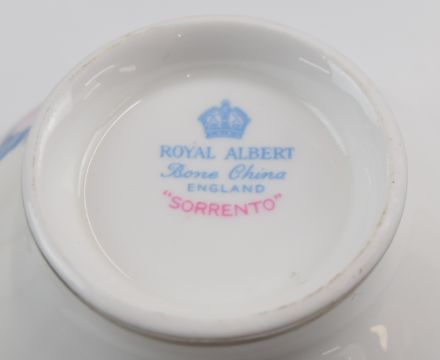 ROYAL ALBERT
Bone China
ENGLAND
"SORRENTO"